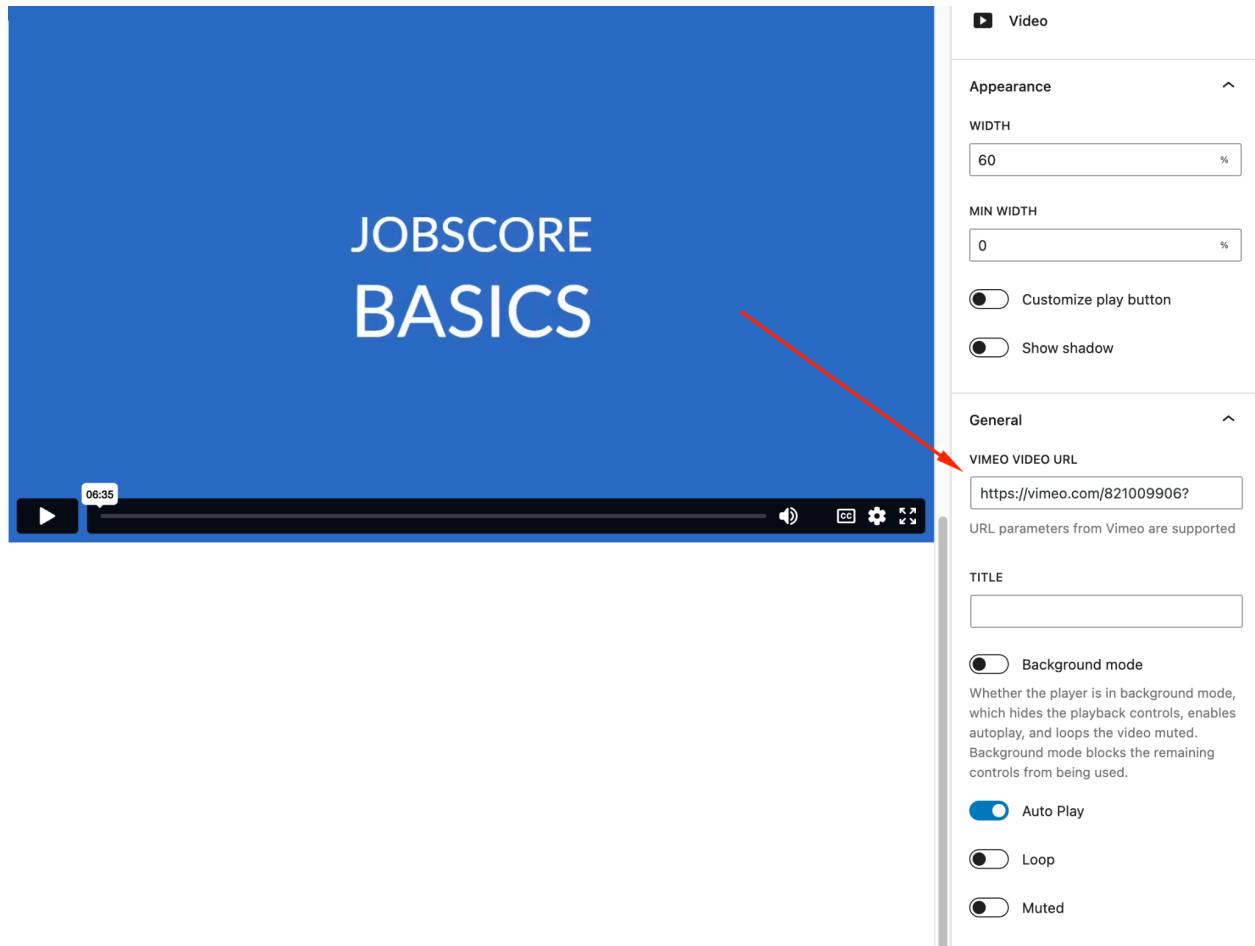 JOBSCORE
BASICS
06:35
CC
Video
Appearance
WIDTH
60 %
MIN WIDTH
0 %
Customize play button
Show shadow
General
VIMEO VIDEO URL
https://vimeo.com/821009906?
URL parameters from Vimeo are supported
TITLE
Background mode
Whether the player is in background mode,
which hides the playback controls, enables
autoplay, and loops the video muted.
Background mode blocks the remaining
controls from being used.
Auto Play
Loop
Muted